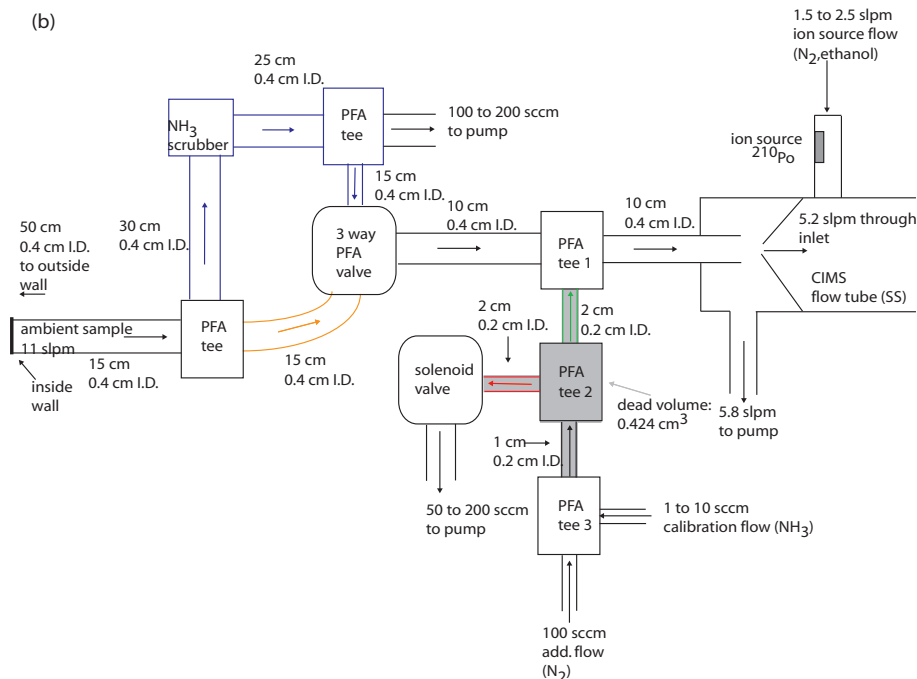 (b)
1.5 to 2.5 slpm
ion source flow
(N2,ethanol)
25 cm
0.4 cm I.D.
PFA
tee
100 to 200 sccm
to pump
NH3
scrubber
ion source
210Po
15 cm
0.4 cm I.D.
50 cm
0.4 cm I.D.
to outside
wall
30 cm
0.4 cm I.D.
3 way
PFA
valve
10 cm
0.4 cm I.D.
PFA
tee 1
10 cm
0.4 cm I.D.
5.2 slpm through
inlet
CIMS
flow tube (SS)
ambient sample
11 slpm
15 cm
0.4 cm I.D.
inside
wall
PFA
tee
15 cm
0.4 cm I.D.
2 cm
0.2 cm I.D.
2 cm
0.2 cm I.D.
solenoid
valve
PFA
tee 2
dead volume:
0.424 cm3
5.8 slpm
to pump
1 cm
0.2 cm I.D.
50 to 200 sccm
to pump
PFA
tee 3
1 to 10 sccm
calibration flow (NH3)
100 sccm
add. flow
(N2)